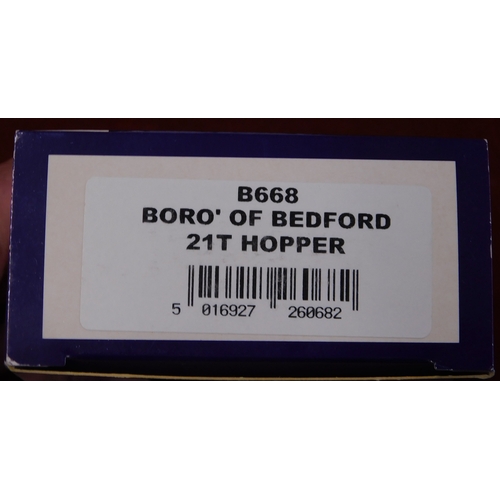 B668
BORO' OF BEDFORD
21T HOPPER
5 016927 260682